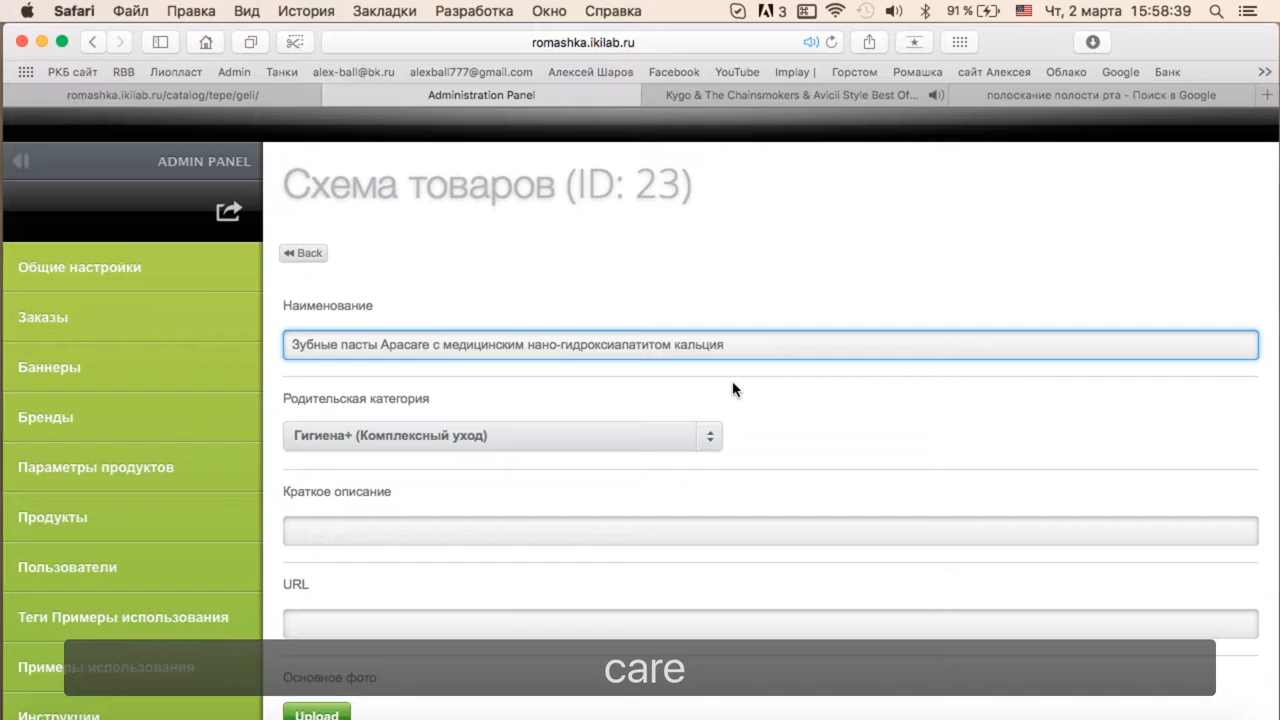 Safari Файл Правка Вид История Закладки Разработка Окно Справка 3 91 % Чт, 2 марта 15:58:39
romashka.ikilab.ru
РКБ сайт RBB Лиопласт Admin Танки alex-ball@bk.ru alexball777@gmail.com Алексей Шаров Facebook YouTube Implay | Горстом Ромашка сайт Алексея Облако Google Банк >>
romashka.ikilab.ru/catalog/tepe/geli/ Administration Panel Kygo & The Chainsmokers & Avicii Style Best Of... полоскание полости рта - Поиск в Google +
ADMIN PANEL
Схема товаров (ID: 23)
Back
Общие настройки
Заказы
Баннеры
Бренды
Параметры продуктов
Продукты
Пользователи
Теги Примеры использования
Примеры использования
Инструкции
Наименование
Зубные пасты Apacare с медицинским нано-гидроксиапатитом кальция
Родительская категория
Гигиена+ (Комплексный уход)
Краткое описание
URL
Основное фото
Upload
care